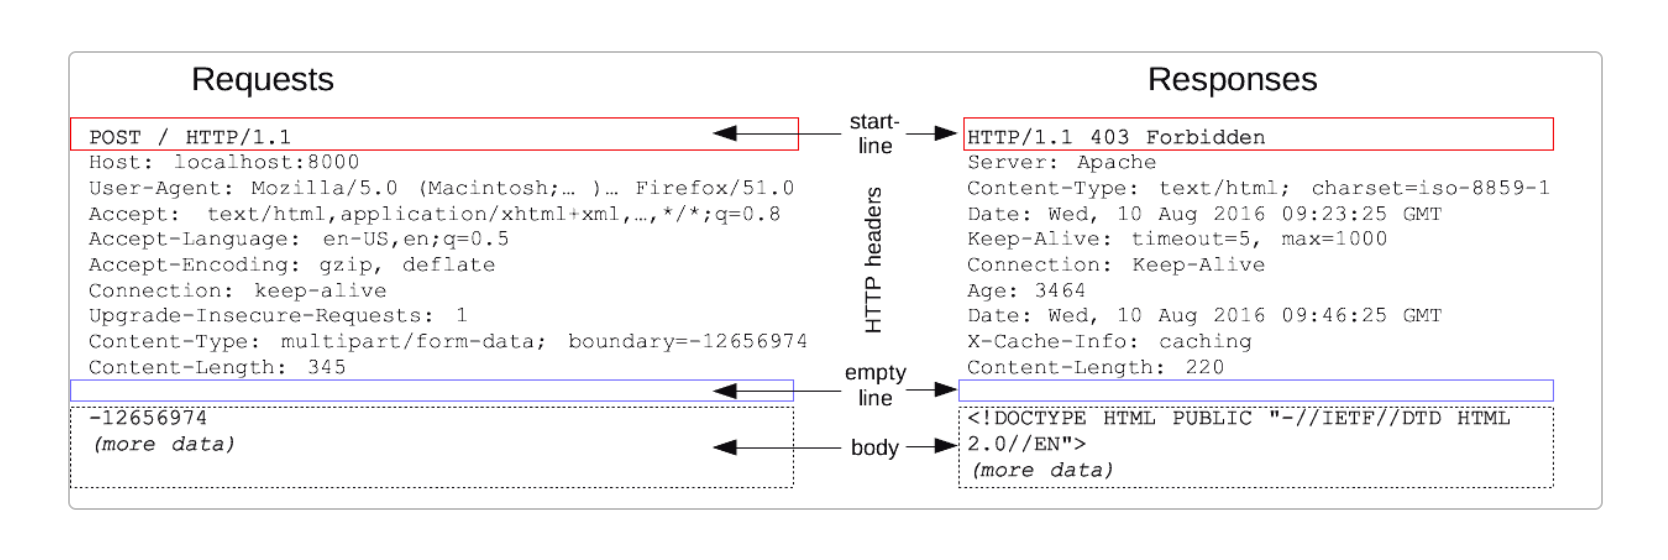 Requests
POST / HTTP/1.1
Host: localhost:8000
User-Agent: Mozilla/5.0 (Macintosh;… )… Firefox/51.0
Accept: text/html,application/xhtml+xml,…,*/*;q=0.8
Accept-Language: en-US,en;q=0.5
Accept-Encoding: gzip, deflate
Connection: keep-alive
Upgrade-Insecure-Requests: 1
Content-Type: multipart/form-data; boundary=-12656974
Content-Length: 345
-12656974
(more data)
start-
line
HTTP headers
empty
line
body
Responses
HTTP/1.1 403 Forbidden
Server: Apache
Content-Type: text/html; charset=iso-8859-1
Date: Wed, 10 Aug 2016 09:23:25 GMT
Keep-Alive: timeout=5, max=1000
Connection: Keep-Alive
Age: 3464
Date: Wed, 10 Aug 2016 09:46:25 GMT
X-Cache-Info: caching
Content-Length: 220
<!DOCTYPE HTML PUBLIC "-//IETF//DTD HTML
2.0//EN">
(more data)